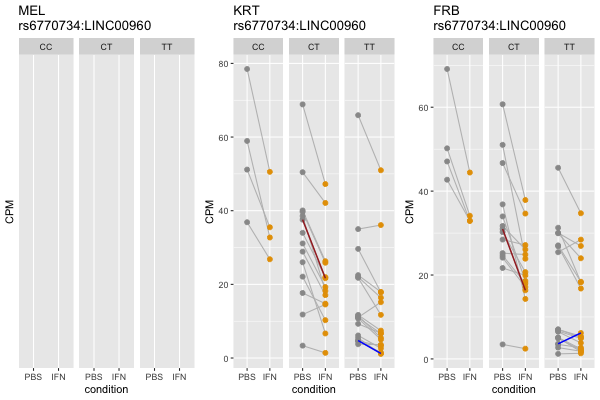 MEL
rs6770734:LINC00960
CC CT TT
CPM
PBS IFN PBS IFN PBS IFN
condition
KRT
rs6770734:LINC00960
CC CT TT
80
60
40
20
0
CPM
PBS IFN PBS IFN PBS IFN
condition
FRB
rs6770734:LINC00960
CC CT TT
60
40
20
0
CPM
PBS IFN PBS IFN PBS IFN
condition